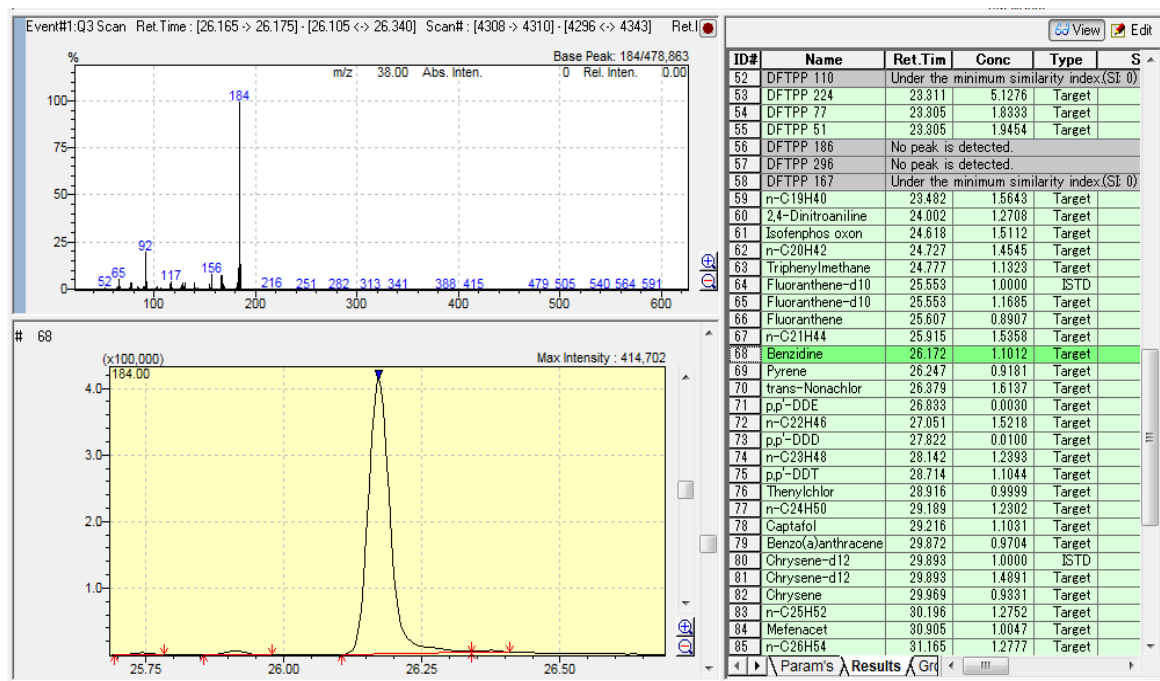 Event#1:Q3 Scan Ret.Time : [26.165 -> 26.175] - [26.105 <-> 26.340] Scan# : [4308 -> 4310] - [4296 <-> 4343] Ret.I
%
Base Peak: 184/478,863
m/z 38.00 Abs. Inten. 0 Rel. Inten. 0.00
184
100
75
50
25
92
52 65 117 156 216 251 282 313 341 388 415 479 505 540 564 591
0
100 200 300 400 500 600
# 68
(x100,000)
Max Intensity : 414,702
184.00
4.0
3.0
2.0
1.0
25.75 26.00 26.25 26.50
View Edit
ID# Name Ret.Tim Conc Type S
52 DFTPP 110 Under the minimum similarity index.(SI: 0)
53 DFTPP 224 23.311 5.1276 Target
54 DFTPP 77 23.305 1.8333 Target
55 DFTPP 51 23.305 1.9454 Target
56 DFTPP 186 No peak is detected.
57 DFTPP 296 No peak is detected.
58 DFTPP 167 Under the minimum similarity index.(SI: 0)
59 n-C19H40 23.482 1.5643 Target
60 2,4-Dinitroaniline 24.002 1.2708 Target
61 Isofenphos oxon 24.618 1.5112 Target
62 n-C20H42 24.727 1.4545 Target
63 Triphenylmethane 24.777 1.1323 Target
64 Fluoranthene-d10 25.553 1.0000 ISTD
65 Fluoranthene-d10 25.553 1.1685 Target
66 Fluoranthene 25.607 0.8907 Target
67 n-C21H44 25.915 1.5358 Target
68 Benzidine 26.172 1.1012 Target
69 Pyrene 26.247 0.9181 Target
70 trans-Nonachlor 26.379 1.6137 Target
71 p,p'-DDE 26.833 0.0030 Target
72 n-C22H46 27.051 1.5218 Target
73 p,p'-DDD 27.822 0.0100 Target
74 n-C23H48 28.142 1.2393 Target
75 p,p'-DDT 28.714 1.1044 Target
76 Thenylchlor 28.916 0.9999 Target
77 n-C24H50 29.189 1.2302 Target
78 Captafol 29.216 1.1031 Target
79 Benzo(a)anthracene 29.872 0.9704 Target
80 Chrysene-d12 29.893 1.0000 ISTD
81 Chrysene-d12 29.893 1.4891 Target
82 Chrysene 29.969 0.9331 Target
83 n-C25H52 30.196 1.2752 Target
84 Mefenacet 30.905 1.0047 Target
85 n-C26H54 31.165 1.2777 Target
Param's Results Gr